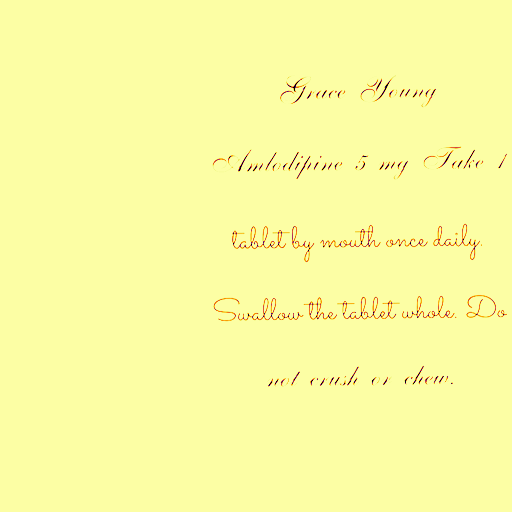 Grace Young
Amlodipine 5 mg Take 1
tablet by mouth once daily.
Swallow the tablet whole. Do
not crush or chew.